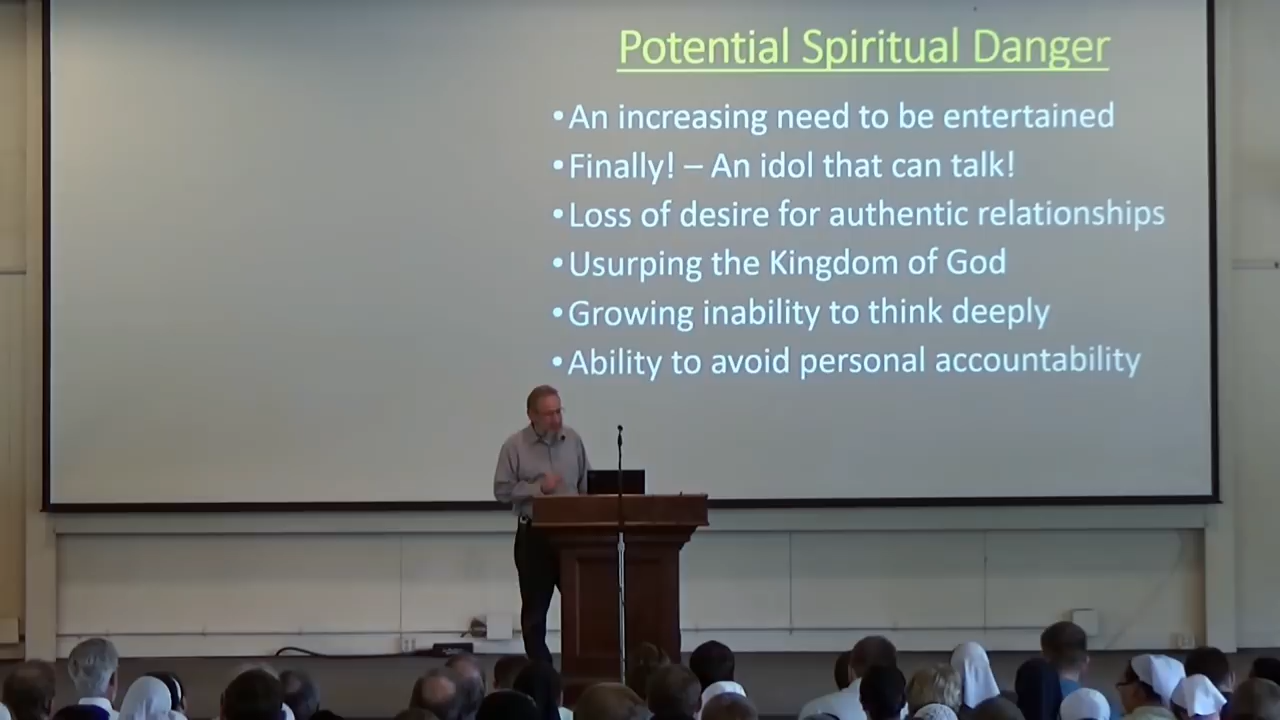 Potential Spiritual Danger
•An increasing need to be entertained
•Finally! – An idol that can talk!
•Loss of desire for authentic relationships
•Usurping the Kingdom of God
•Growing inability to think deeply
•Ability to avoid personal accountability